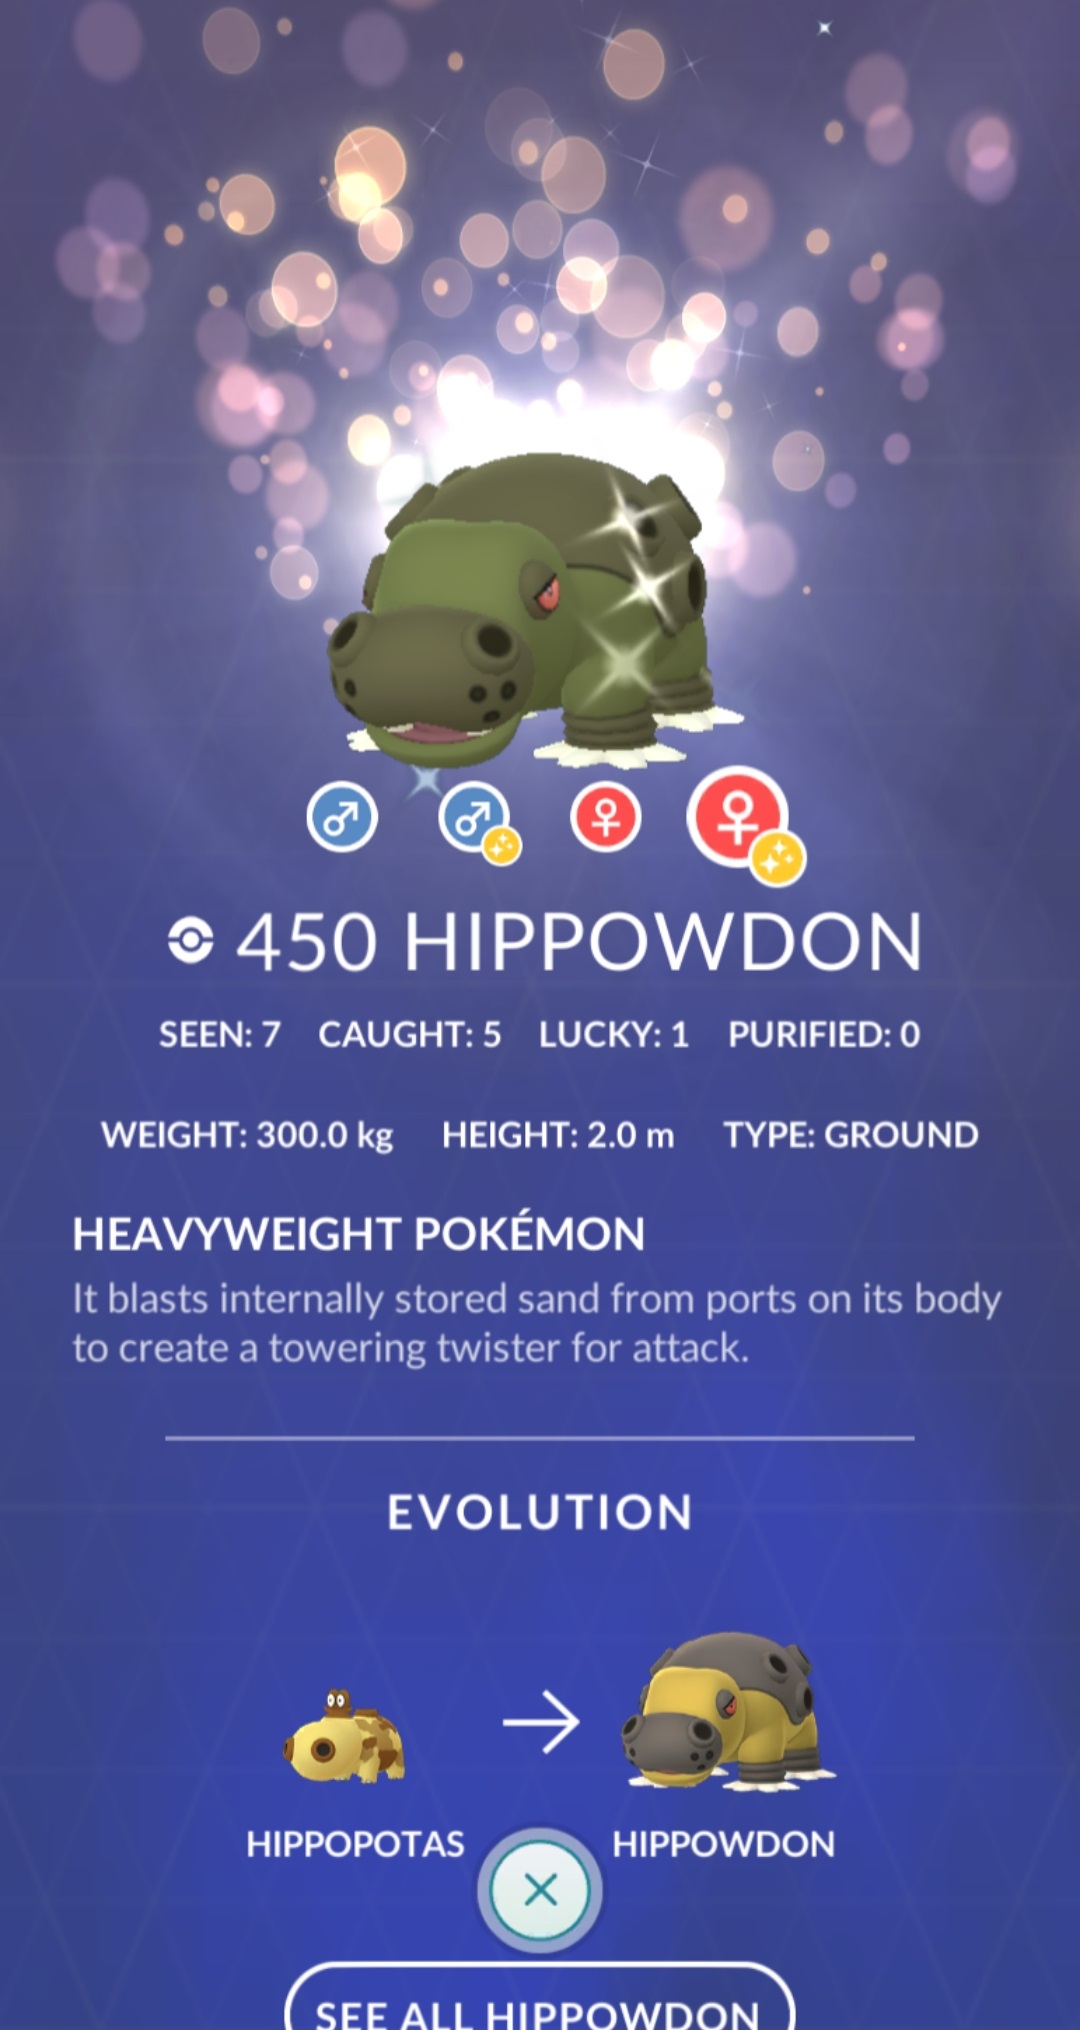 450 HIPPOWDON
SEEN: 7 CAUGHT: 5 LUCKY: 1 PURIFIED: 0
WEIGHT: 300.0 kg HEIGHT: 2.0 m TYPE: GROUND
HEAVYWEIGHT POKÉMON
It blasts internally stored sand from ports on its body
to create a towering twister for attack.
EVOLUTION
HIPPOPOTAS HIPPOWDON
SEE ALL HIPPOWDON